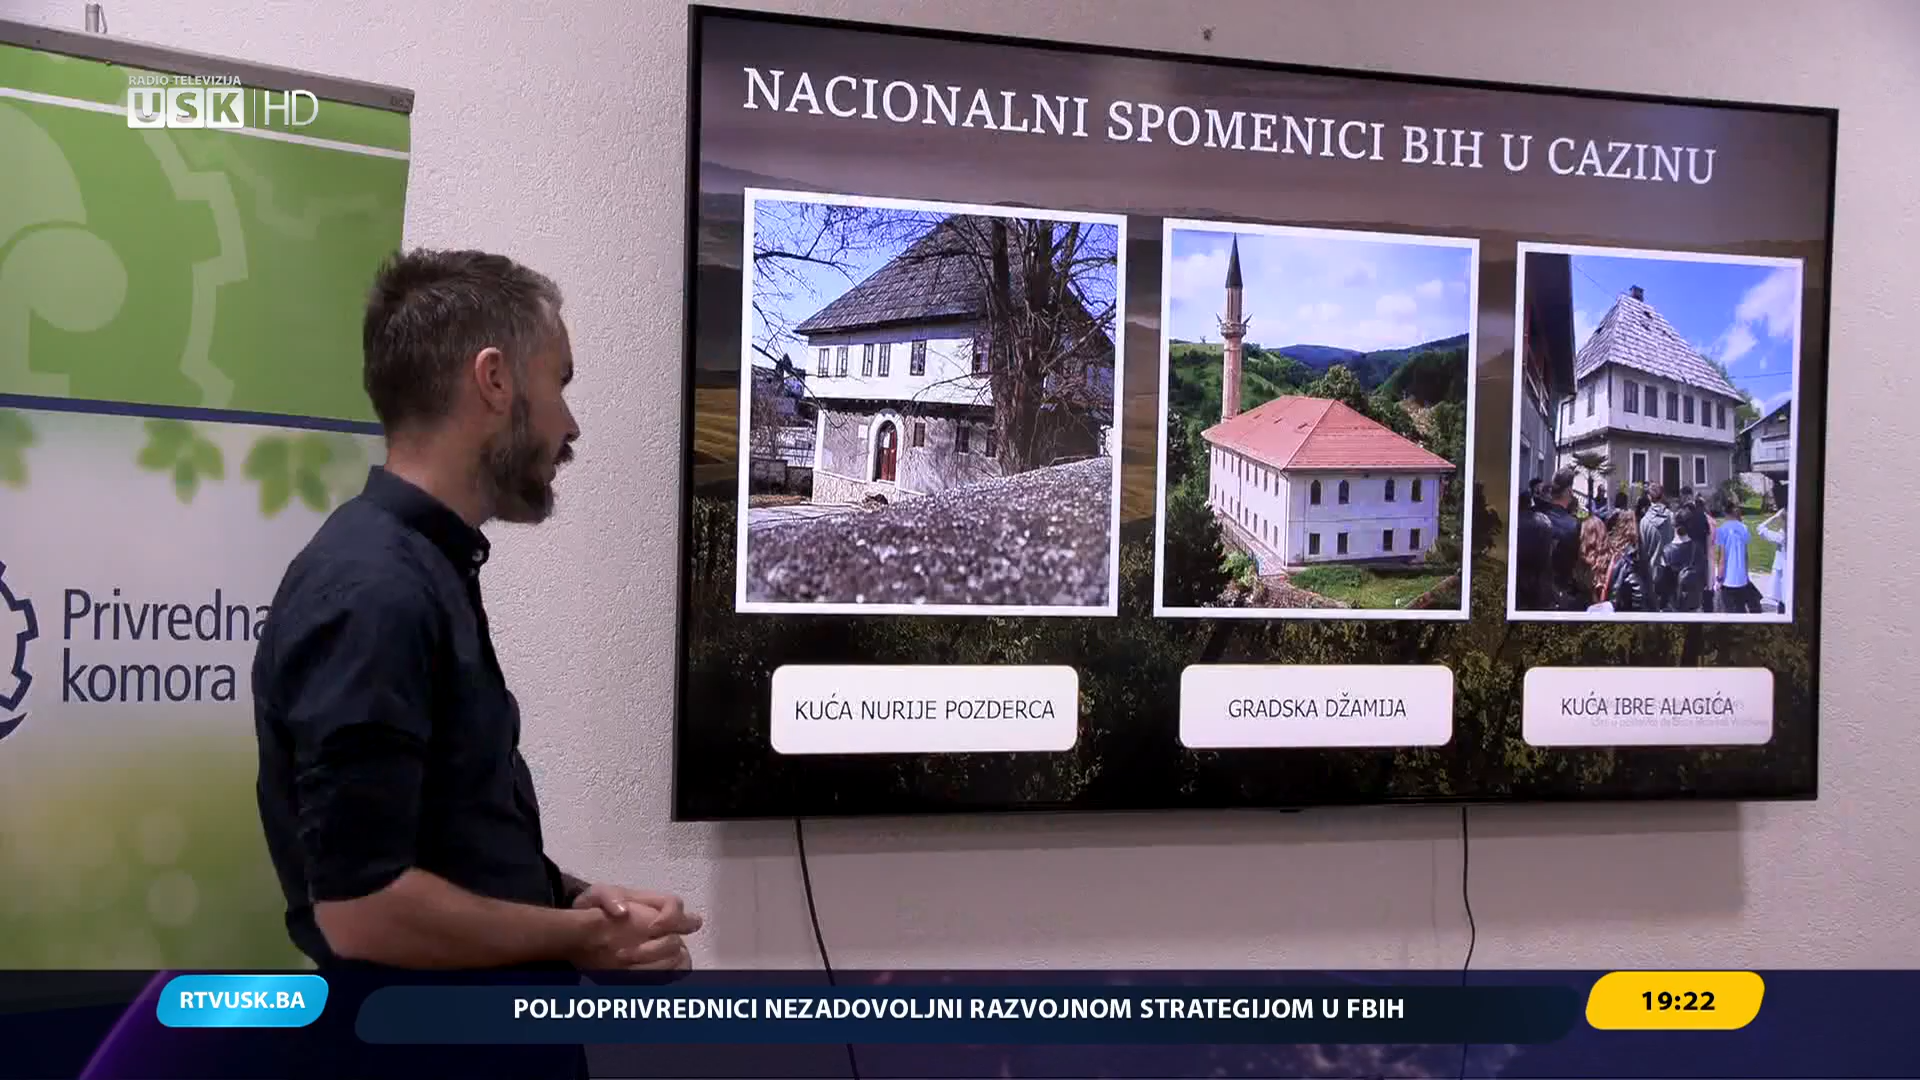 RADIO TELEVIZIJA
USK HD
NACIONALNI SPOMENICI BIH U CAZINU
KUĆA NURIJE POZDERCA
GRADSKA DŽAMIJA
KUĆA IBRE ALAGIĆA
Privredna
komora
RTVUSK.BA
POLJOPRIVREDNICI NEZADOVOLJNI RAZVOJNOM STRATEGIJOM U FBIH
19:22